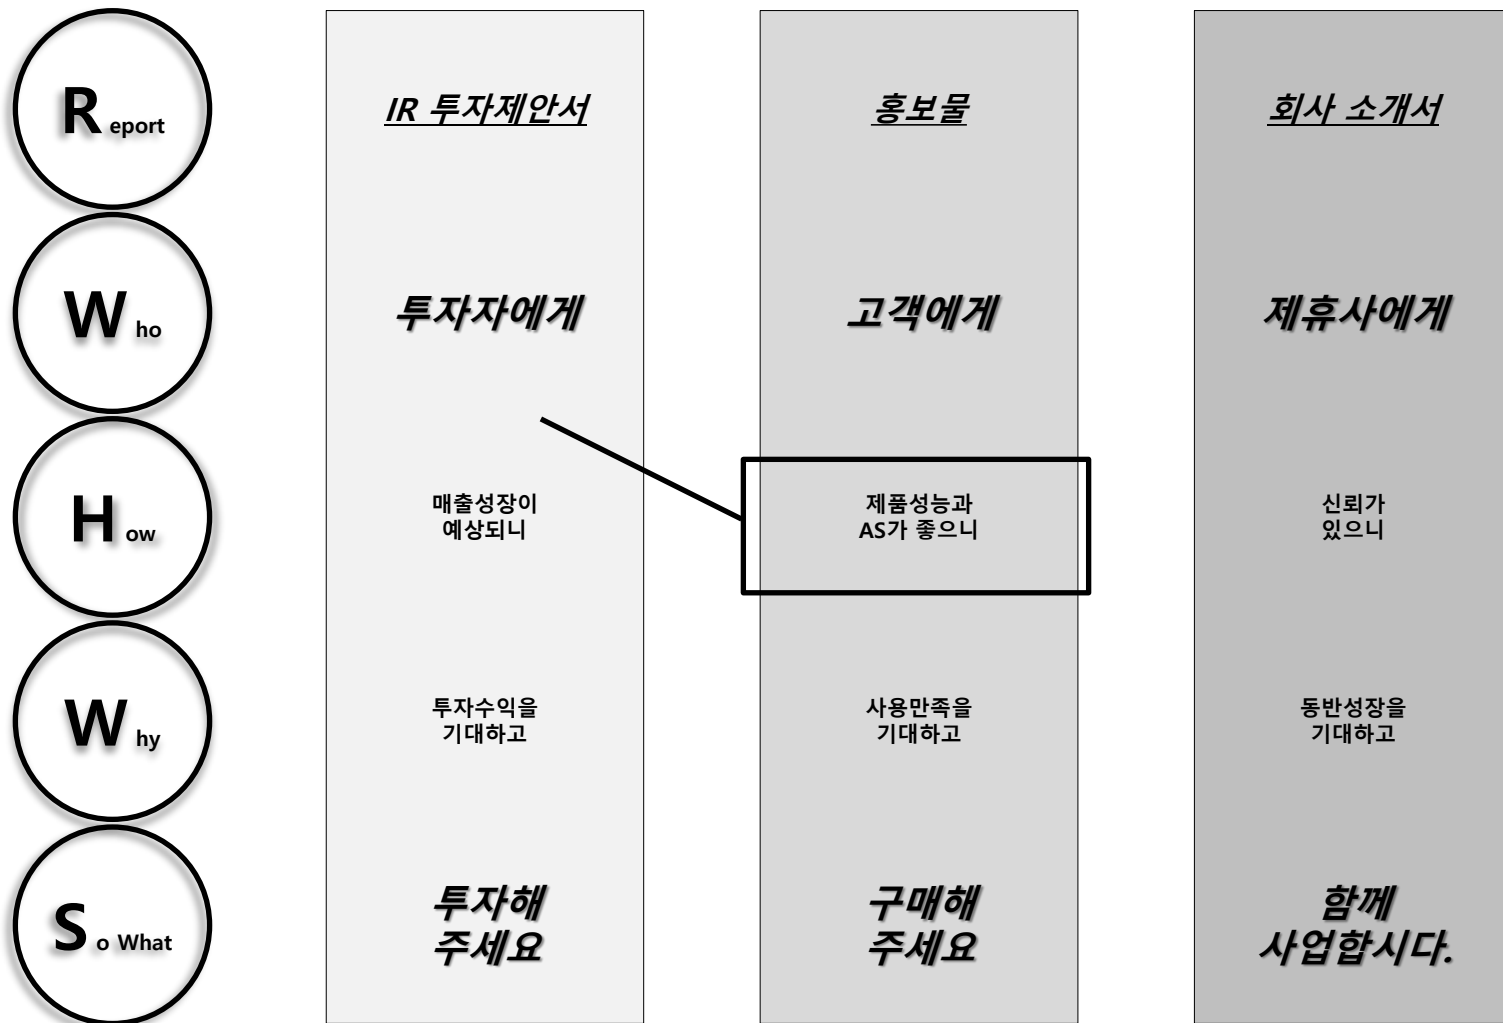 R eport
IR 투자제안서
홍보물
회사 소개서
W ho
투자자에게
고객에게
제휴사에게
H ow
매출성장이
예상되니
제품성능과
AS가 좋으니
신뢰가
있으니
W hy
투자수익을
기대하고
사용만족을
기대하고
동반성장을
기대하고
S o What
투자해
주세요
구매해
주세요
함께
사업합시다.